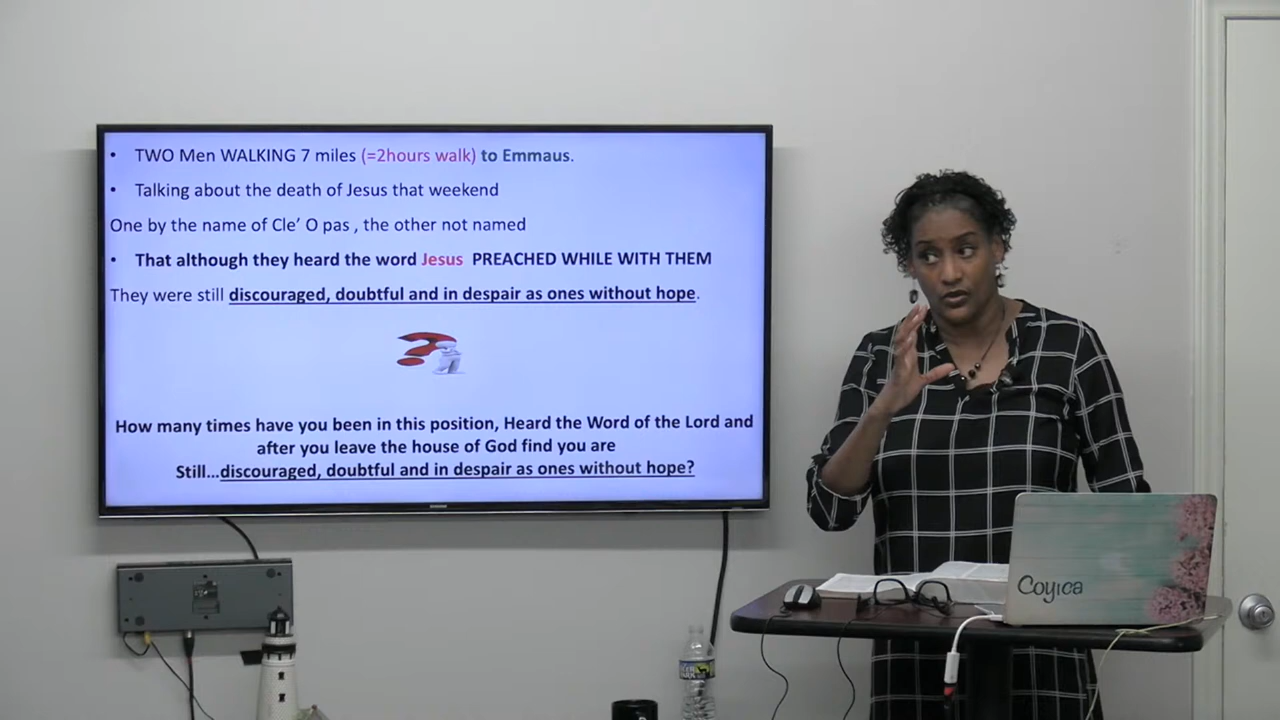 • TWO Men WALKING 7 miles (=2hours walk) to Emmaus.
• Talking about the death of Jesus that weekend
One by the name of Cle’ O pas , the other not named
• That although they heard the word Jesus PREACHED WHILE WITH THEM
They were still discouraged, doubtful and in despair as ones without hope.
How many times have you been in this position, Heard the Word of the Lord and
after you leave the house of God find you are
Still...discouraged, doubtful and in despair as ones without hope?
Coyica